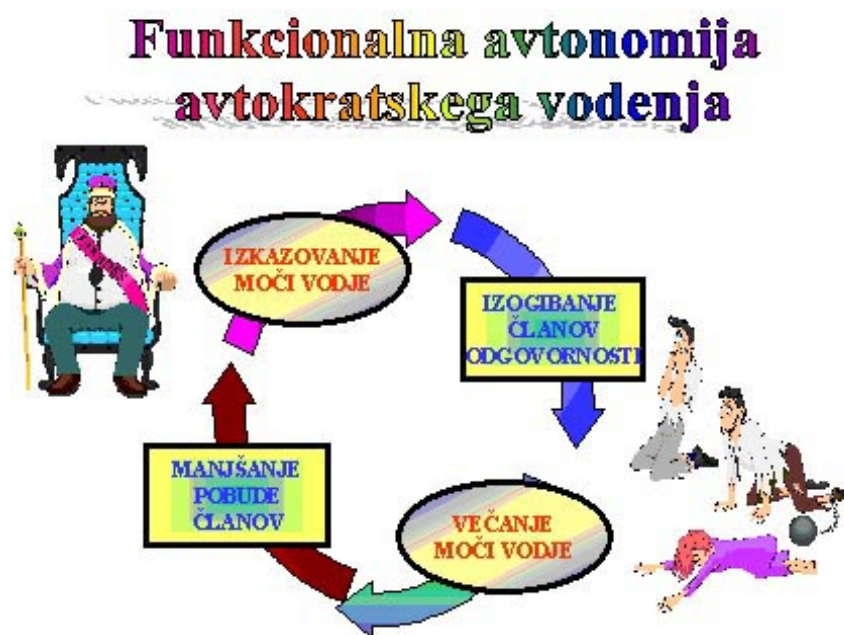 Funkcionalna avtonomija
avtokratskega vodenja
IZKAZOVANJE
MOČI VODJE
IZOGIBANJE
ČLANOV
ODGOVORNOSTI
MANJŠANJE
POBUDE
ČLANOV
VEČANJE
MOČI VODJE